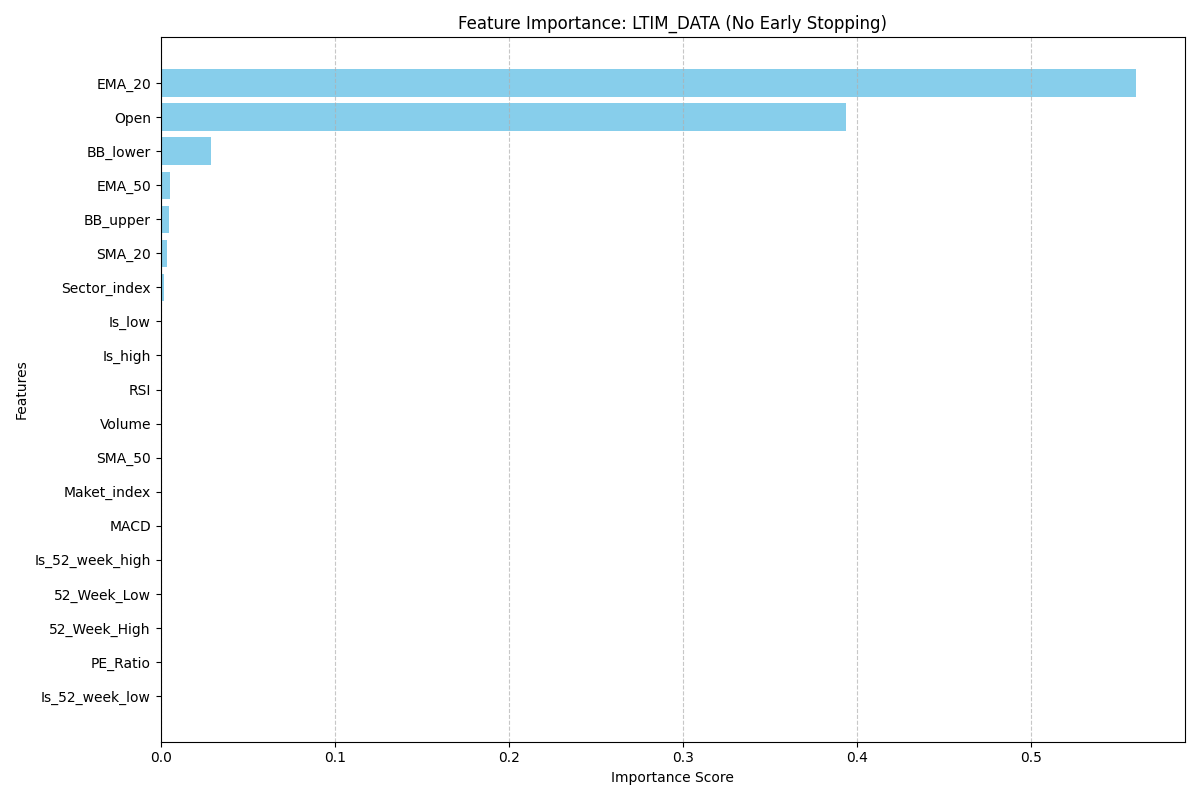 Feature Importance: LTIM_DATA (No Early Stopping)
EMA_20
Open
BB_lower
EMA_50
BB_upper
SMA_20
Sector_index
Is_low
Is_high
RSI
Volume
SMA_50
Maket_index
MACD
Is_52_week_high
52_Week_Low
52_Week_High
PE_Ratio
Is_52_week_low
Features
0.0 0.1 0.2 0.3 0.4 0.5
Importance Score